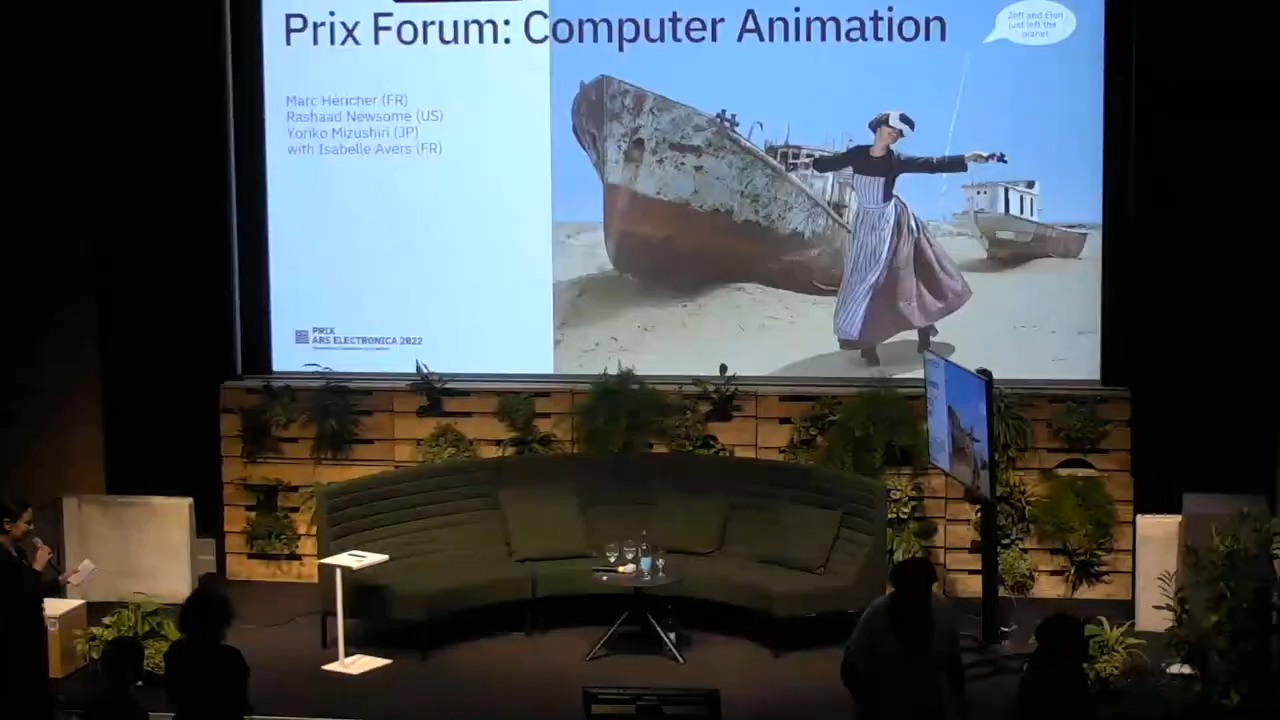 Prix Forum: Computer Animation
Jeff and Elon
just left the
planet
Marc Héricher (FR)
Rashaad Newsome (US)
Yoriko Mizushiri (JP)
with Isabelle Avers (FR)
PRIX
ARS ELECTRONICA 2022